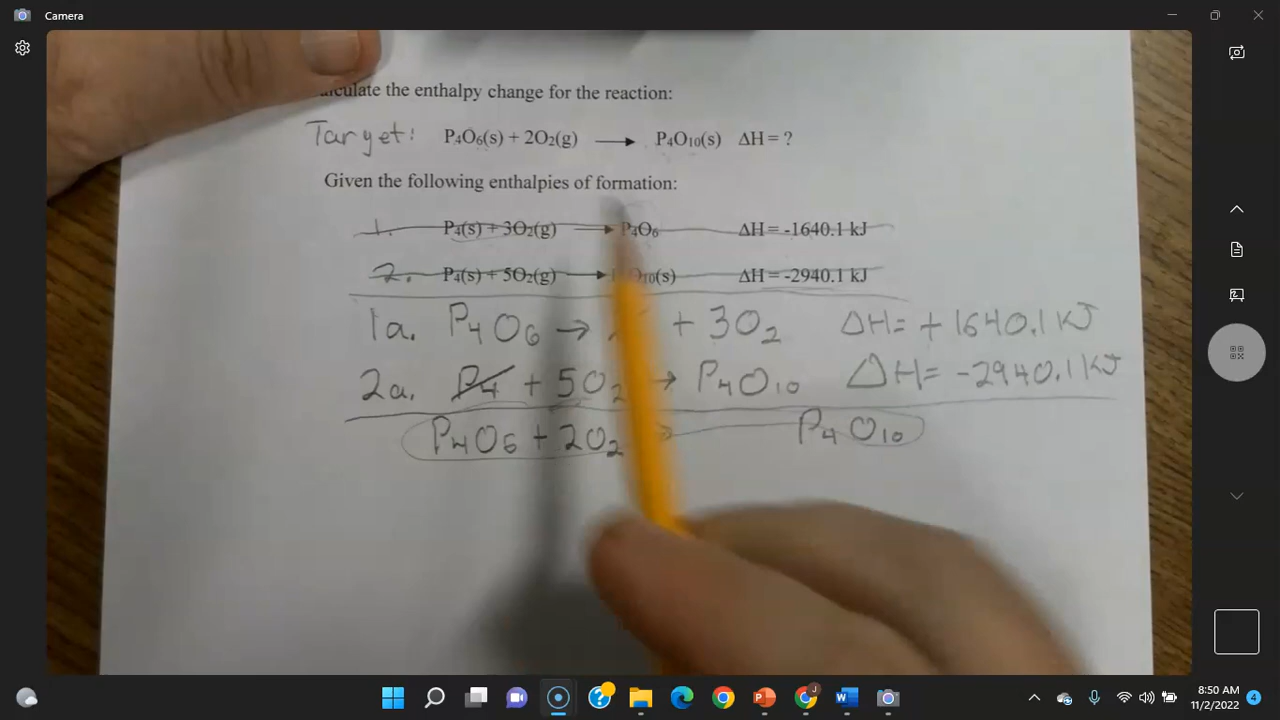 Camera
the enthalpy change for the reaction:
Target: P₄O₆(s) + 2O₂(g) → P₄O₁₀(s) ΔH = ?
Given the following enthalpies of formation:
1. P₄(s) + 3O₂(g) → P₄O₆ ΔH = -1640.1 kJ
2. P₄(s) + 5O₂(g) → O₁₀(s) ΔH = -2940.1 kJ
1a. P₄O₆ → + 3O₂ ΔH = +1640.1 KJ
2a. P₄ + 5O₂ → P₄O₁₀ ΔH = -2940.1 KJ
P₄O₆ + 2O₂ → P₄O₁₀
8:50 AM
11/2/2022
4